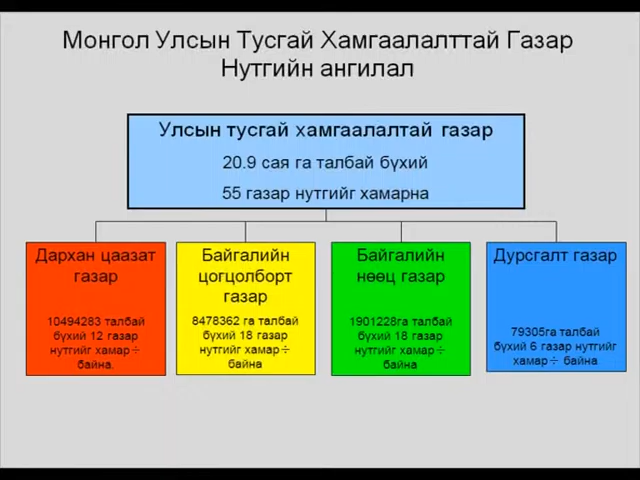 Монгол Улсын Тусгай Хамгаалалттай Газар
Нутгийн ангилал
Улсын тусгай хамгаалалтай газар
20.9 сая га талбай бүхий
55 газар нутгийг хамарна
Дархан цаазат
газар
10494283 талбай
бүхий 12 газар
нутгийг хамар÷
байна.
Байгалийн
цогцолборт
газар
8478362 га талбай
бүхий 18 газар
нутгийг хамар÷
байна
Байгалийн
нөөц газар
1901228га талбай
бүхий 18 газар
нутгийг хамар÷
байна
Дурсгалт газар
79305га талбай
бүхий 6 газар нутгийг
хамар÷ байна